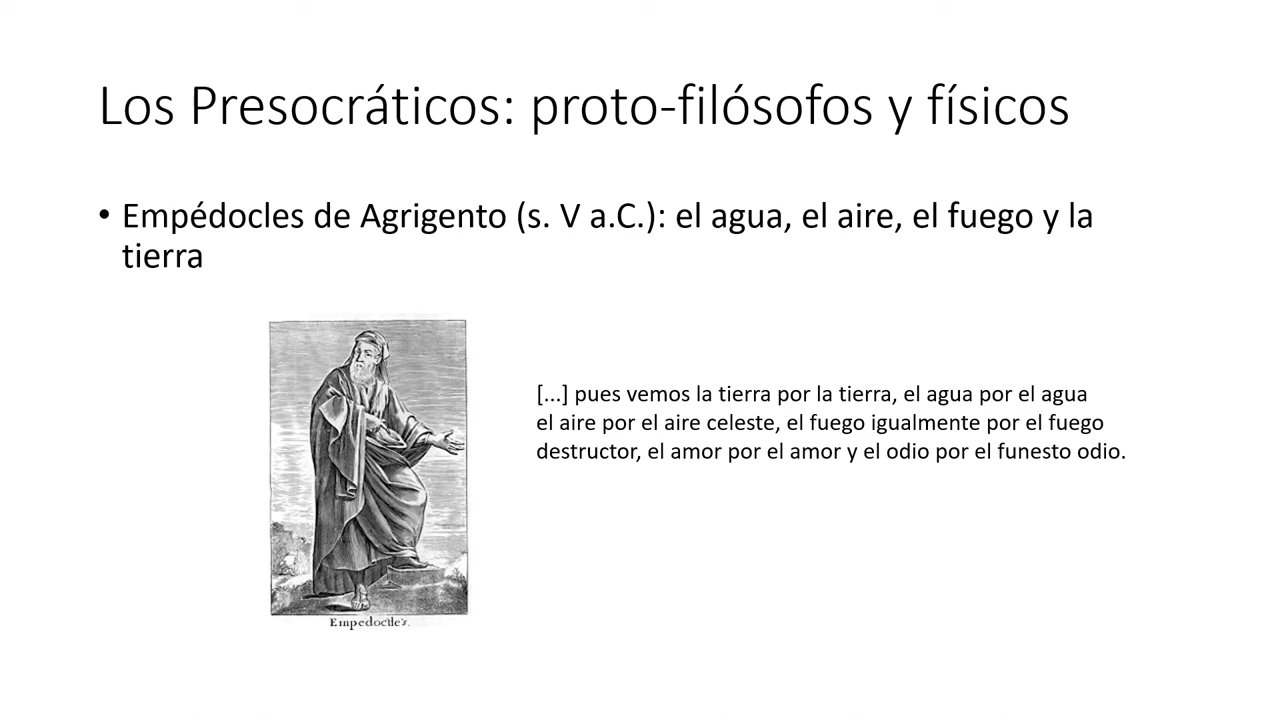 Los Presocráticos: proto-filósofos y físicos
• Empédocles de Agrigento (s. V a.C.): el agua, el aire, el fuego y la
tierra
[...] pues vemos la tierra por la tierra, el agua por el agua
el aire por el aire celeste, el fuego igualmente por el fuego
destructor, el amor por el amor y el odio por el funesto odio.
Empedocle's.